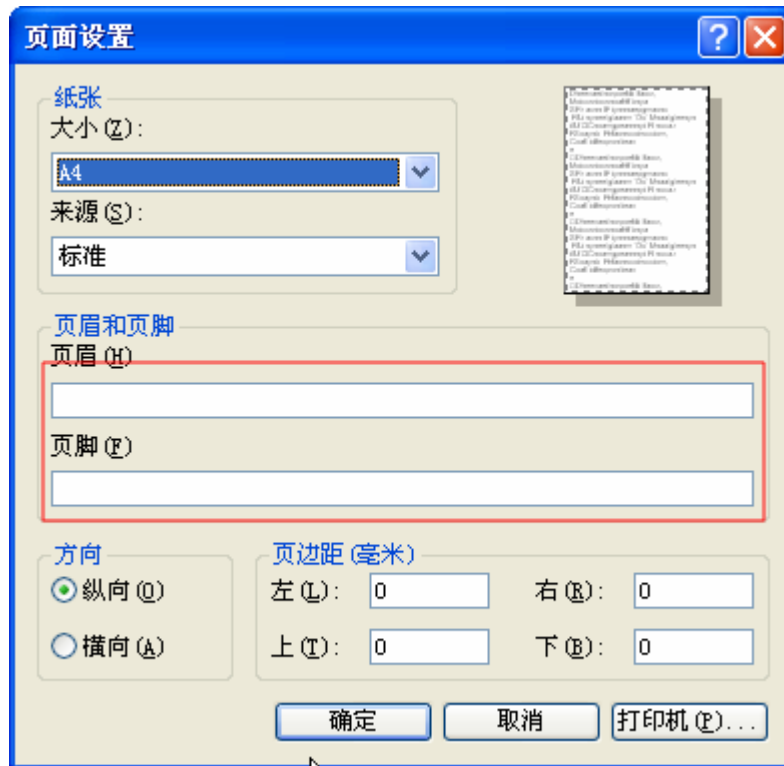 页面设置
纸张
大小(Z):
A4
来源(S):
标准
页眉和页脚
页眉(H)
页脚(F)
方向
纵向(O)
横向(A)
页边距(毫米)
左(L): 0 右(R): 0
上(T): 0 下(B): 0
确定 取消 打印机(P)...